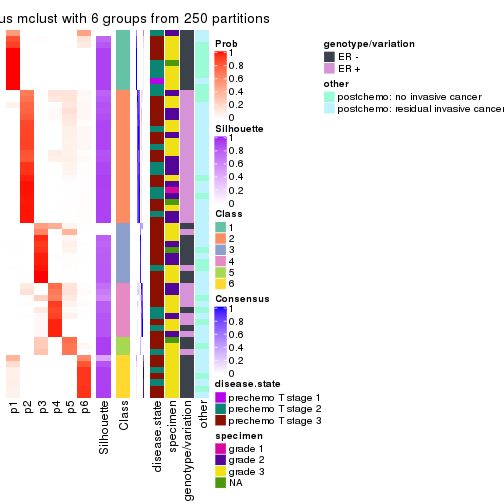 us mclust with 6 groups from 250 partitions
Prob
1
0.8
0.6
0.4
0.2
0
Silhouette
1
0.8
0.6
0.4
0.2
0
Class
1
2
3
4
5
6
Consensus
1
0.8
0.6
0.4
0.2
0
disease.state
prechemo T stage 1
prechemo T stage 2
prechemo T stage 3
specimen
grade 1
grade 2
grade 3
NA
genotype/variation
ER -
ER +
other
postchemo: no invasive cancer
postchemo: residual invasive cancer
p1
p2
p3
p4
p5
p6
Silhouette
Class
disease.state
specimen
genotype/variation
other